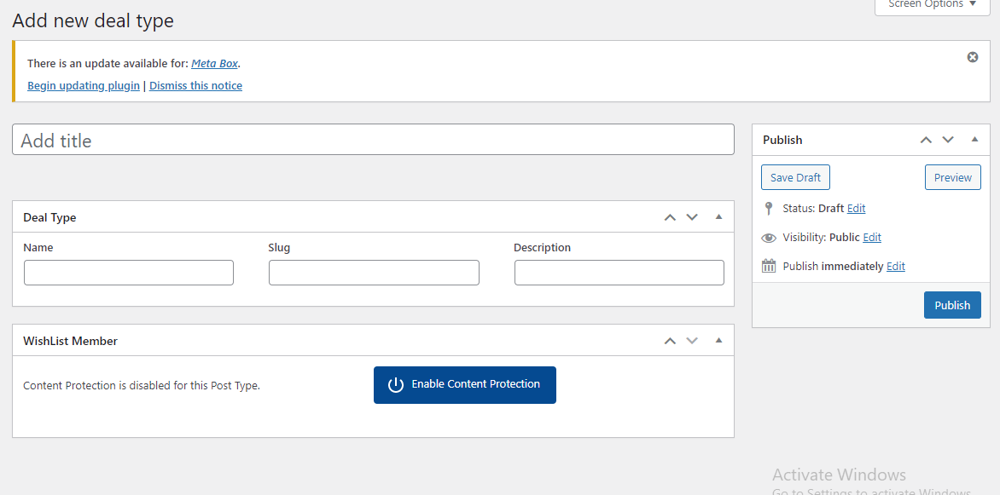 Screen Options
Add new deal type
There is an update available for: Meta Box.
Begin updating plugin | Dismiss this notice
Add title
Publish
Save Draft
Preview
Status: Draft Edit
Visibility: Public Edit
Publish immediately Edit
Publish
Deal Type
Name
Slug
Description
WishList Member
Content Protection is disabled for this Post Type.
Enable Content Protection
Activate Windows
Go to Settings to activate Windows.